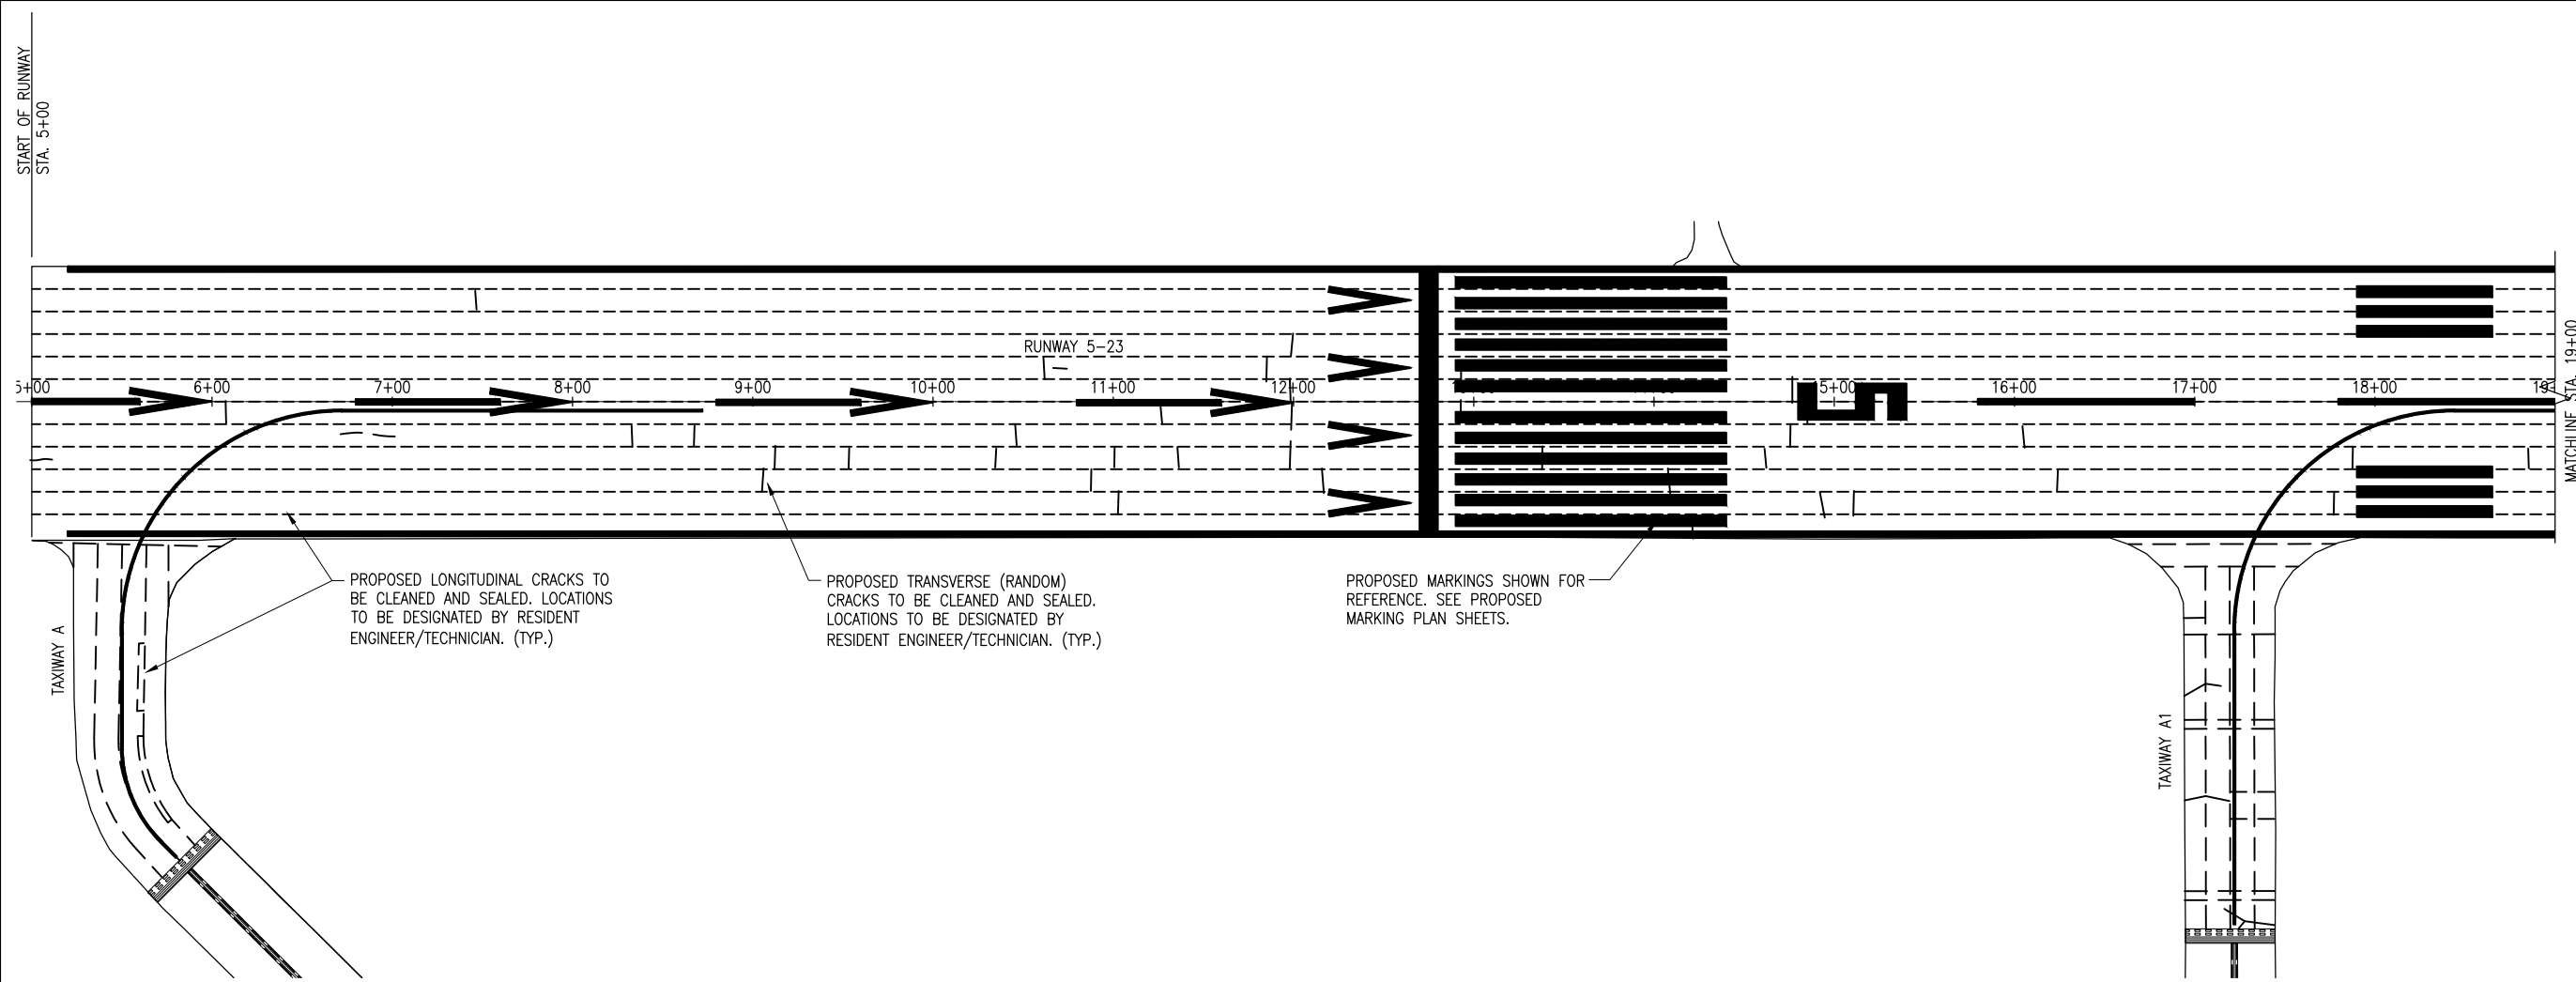 START OF RUNWAY
STA. 5+00
RUNWAY 5-23
5+00
6+00
7+00
8+00
9+00
10+00
11+00
12+00
15+00
16+00
17+00
18+00
MATCHLINE STA. 19+00
5
PROPOSED LONGITUDINAL CRACKS TO
BE CLEANED AND SEALED. LOCATIONS
TO BE DESIGNATED BY RESIDENT
ENGINEER/TECHNICIAN. (TYP.)
PROPOSED TRANSVERSE (RANDOM)
CRACKS TO BE CLEANED AND SEALED.
LOCATIONS TO BE DESIGNATED BY
RESIDENT ENGINEER/TECHNICIAN. (TYP.)
PROPOSED MARKINGS SHOWN FOR
REFERENCE. SEE PROPOSED
MARKING PLAN SHEETS.
TAXIWAY A
TAXIWAY A1